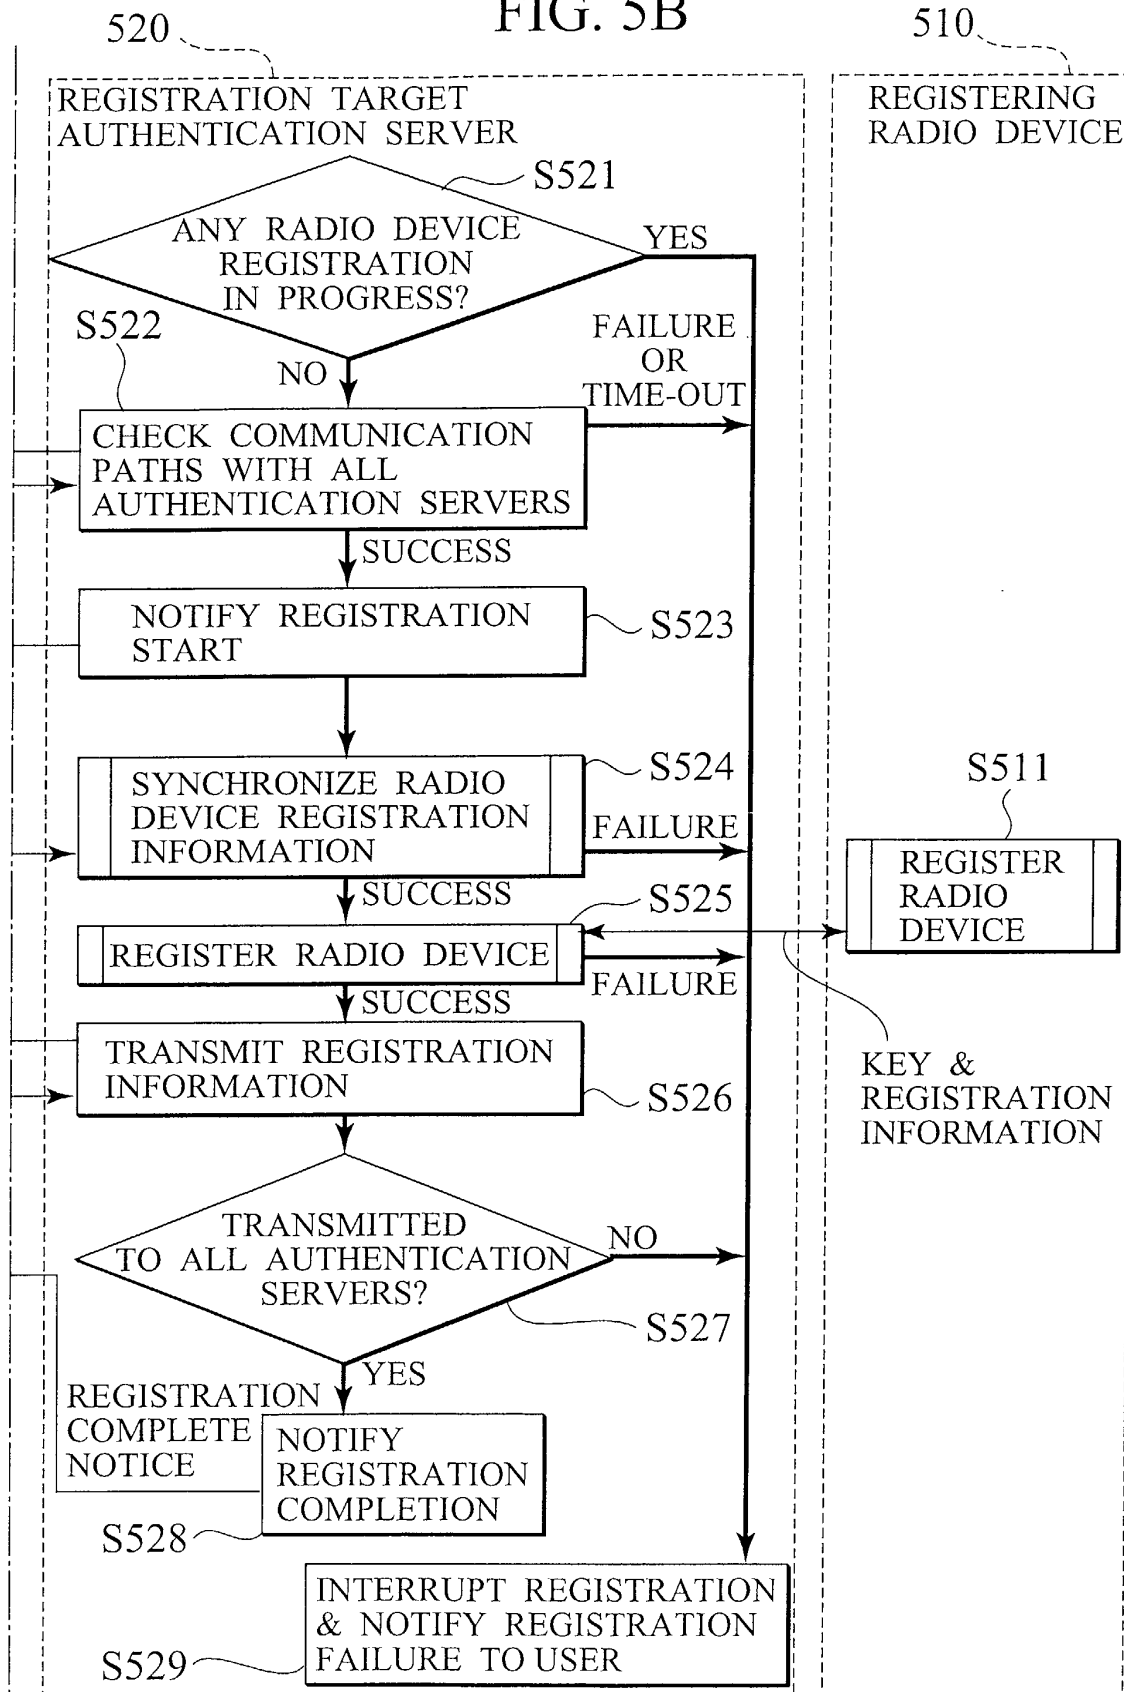 FIG. 5B
520
510
REGISTRATION TARGET
AUTHENTICATION SERVER
REGISTERING
RADIO DEVICE
S521
ANY RADIO DEVICE
REGISTRATION
IN PROGRESS?
YES
S522
NO
FAILURE
OR
TIME-OUT
CHECK COMMUNICATION
PATHS WITH ALL
AUTHENTICATION SERVERS
SUCCESS
NOTIFY REGISTRATION
START
S523
SYNCHRONIZE RADIO
DEVICE REGISTRATION
INFORMATION
S524
FAILURE
S511
REGISTER
RADIO
DEVICE
SUCCESS
S525
REGISTER RADIO DEVICE
FAILURE
SUCCESS
TRANSMIT REGISTRATION
INFORMATION
S526
KEY &
REGISTRATION
INFORMATION
TRANSMITTED
TO ALL AUTHENTICATION
SERVERS?
NO
S527
YES
REGISTRATION
COMPLETE
NOTICE
NOTIFY
REGISTRATION
COMPLETION
S528
INTERRUPT REGISTRATION
& NOTIFY REGISTRATION
FAILURE TO USER
S529